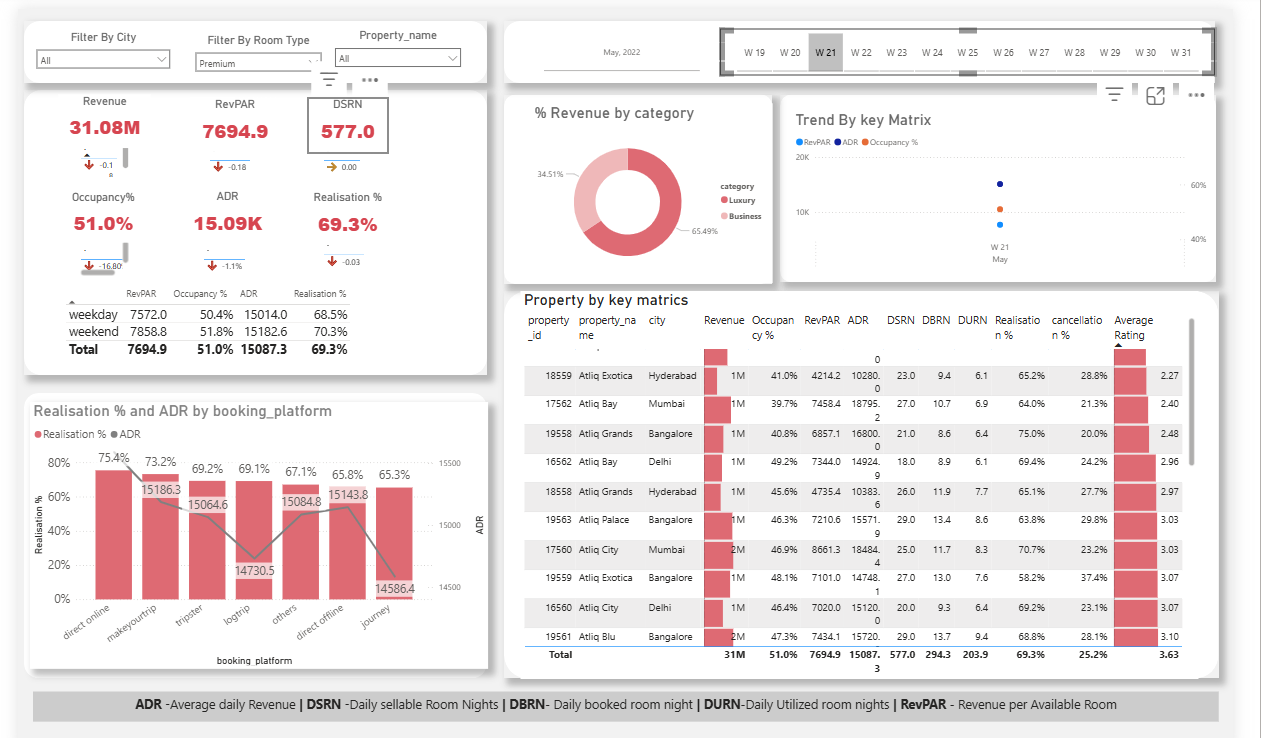 Filter By City
All
Filter By Room Type
Premium
Property_name
All
May, 2022
W 19 W 20 W 21 W 22 W 23 W 24 W 25 W 26 W 27 W 28 W 29 W 30 W 31
Revenue
31.08M
RevPAR
7694.9
-0.18
DSRN
577.0
0.00
Occupancy%
51.0%
-16.80
ADR
15.09K
-1.1%
Realisation %
69.3%
-0.03
RevPAR Occupancy % ADR Realisation %
weekday 7572.0 50.4% 15014.0 68.5%
weekend 7858.8 51.8% 15182.6 70.3%
Total 7694.9 51.0% 15087.3 69.3%
% Revenue by category
34.51%
65.49%
category
Luxury
Business
Trend By key Matrix
RevPAR ADR Occupancy %
20K
10K
60%
40%
W 21
May
Realisation % and ADR by booking_platform
Realisation % ADR
Realisation %
80%
60%
40%
20%
0%
75.4% 73.2% 69.2% 69.1% 67.1% 65.8% 65.3%
15186.3 15064.6 14730.5 15084.8 15143.8 14586.4
15500
15000
14500
ADR
direct online makeyourtrip tripster logtrip others direct offline journey
booking_platform
Property by key matrics
property_id property_name city Revenue Occupancy % RevPAR ADR DSRN DBRN DURN Realisation % cancellation % Average Rating
0
18559 Atliq Exotica Hyderabad 1M 41.0% 4214.2 10280.0 23.0 9.4 6.1 65.2% 28.8% 2.27
17562 Atliq Bay Mumbai 1M 39.7% 7458.4 18795.2 27.0 10.7 6.9 64.0% 21.3% 2.40
19558 Atliq Grands Bangalore 1M 40.8% 6857.1 16800.0 21.0 8.6 6.4 75.0% 20.0% 2.48
16562 Atliq Bay Delhi 1M 49.2% 7344.0 14924.9 18.0 8.9 6.1 69.4% 24.2% 2.96
18558 Atliq Grands Hyderabad 1M 45.6% 4735.4 10383.6 26.0 11.9 7.7 65.1% 27.7% 2.97
19563 Atliq Palace Bangalore 1M 46.3% 7210.6 15571.9 29.0 13.4 8.6 63.8% 29.8% 3.03
17560 Atliq City Mumbai 2M 46.9% 8661.3 18484.4 25.0 11.7 8.3 70.7% 23.2% 3.03
19559 Atliq Exotica Bangalore 1M 48.1% 7101.0 14748.1 27.0 13.0 7.6 58.2% 37.4% 3.07
16560 Atliq City Delhi 1M 46.4% 7020.0 15120.0 20.0 9.3 6.4 69.2% 23.1% 3.07
19561 Atliq Blu Bangalore 2M 47.3% 7434.1 15720. 29.0 13.7 9.4 68.8% 28.1% 3.10
Total 31M 51.0% 7694.9 15087.3 577.0 294.3 203.9 69.3% 25.2% 3.63
ADR -Average daily Revenue | DSRN -Daily sellable Room Nights | DBRN- Daily booked room night | DURN-Daily Utilized room nights | RevPAR - Revenue per Available Room